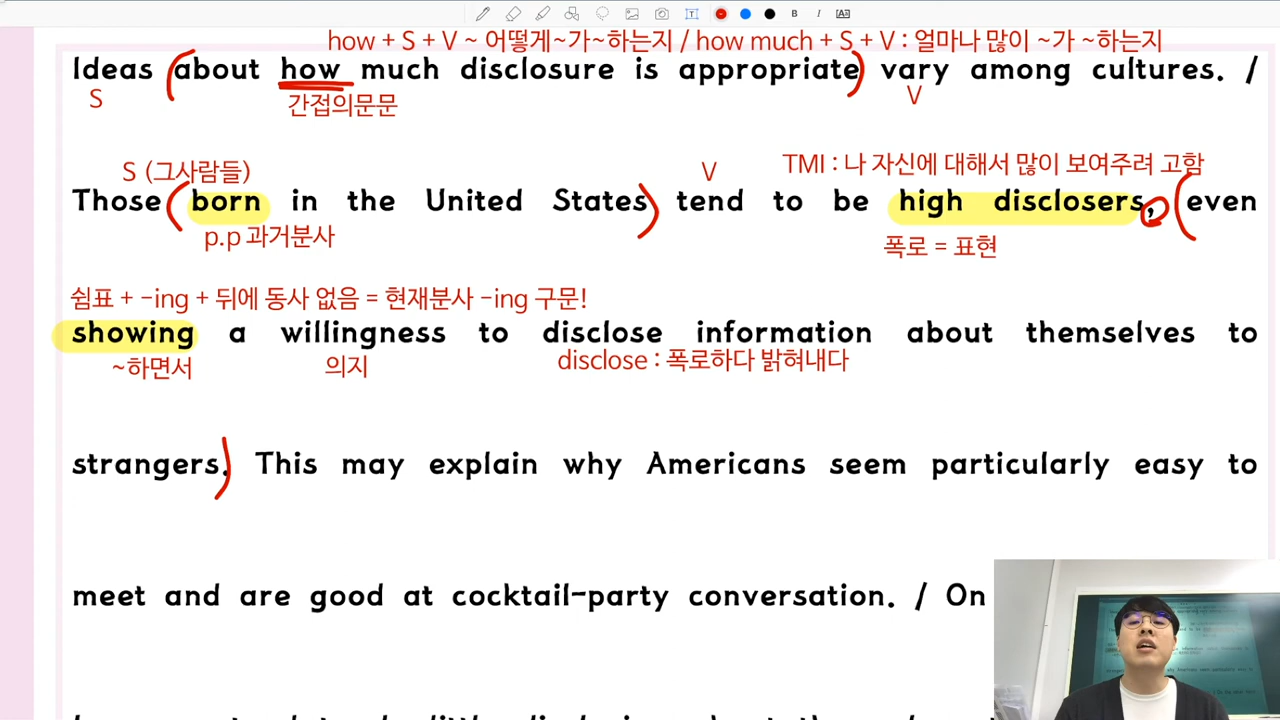 B I A
how + S + V ~ 어떻게~가~하는지 / how much + S + V : 얼마나 많이 ~가 ~하는지
Ideas (about how much disclosure is appropriate) vary among cultures. /
S 간접의문문 V
S (그사람들) V TMI : 나 자신에 대해서 많이 보여주려 고함
Those (born in the United States) tend to be high disclosers, (even
p.p 과거분사 폭로 = 표현
쉼표 + -ing + 뒤에 동사 없음 = 현재분사 -ing 구문!
showing a willingness to disclose information about themselves to
~하면서 의지 disclose : 폭로하다 밝혀내다
strangers.) This may explain why Americans seem particularly easy to
meet and are good at cocktail-party conversation. / On